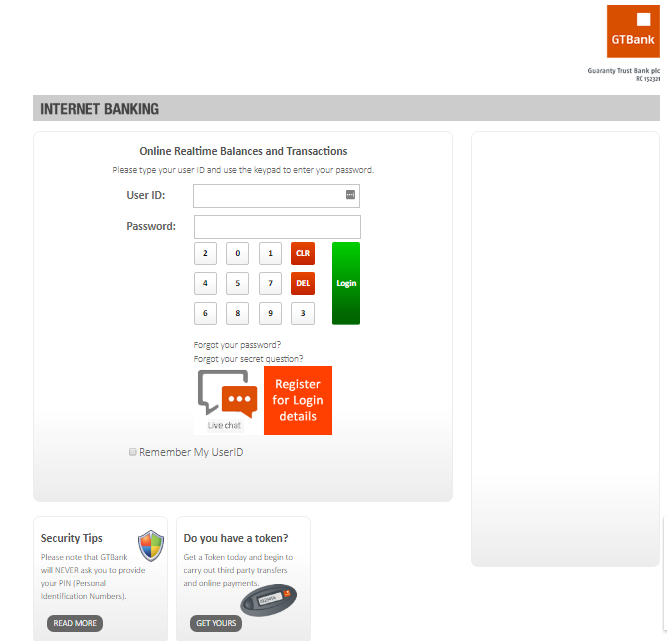 GTBank
Guaranty Trust Bank plc
RC 152321
INTERNET BANKING
Online Realtime Balances and Transactions
Please type your user ID and use the keypad to enter your password.
User ID:
Password:
2 0 1 CLR
4 5 7 DEL Login
6 8 9 3
Forgot your password?
Forgot your secret question?
Live chat
Register
for Login
details
Remember My UserID
Security Tips
Please note that GTBank
will NEVER ask you to provide
your PIN (Personal
Identification Numbers).
READ MORE
Do you have a token?
Get a Token today and begin to
carry out third party transfers
and online payments.
GET YOURS